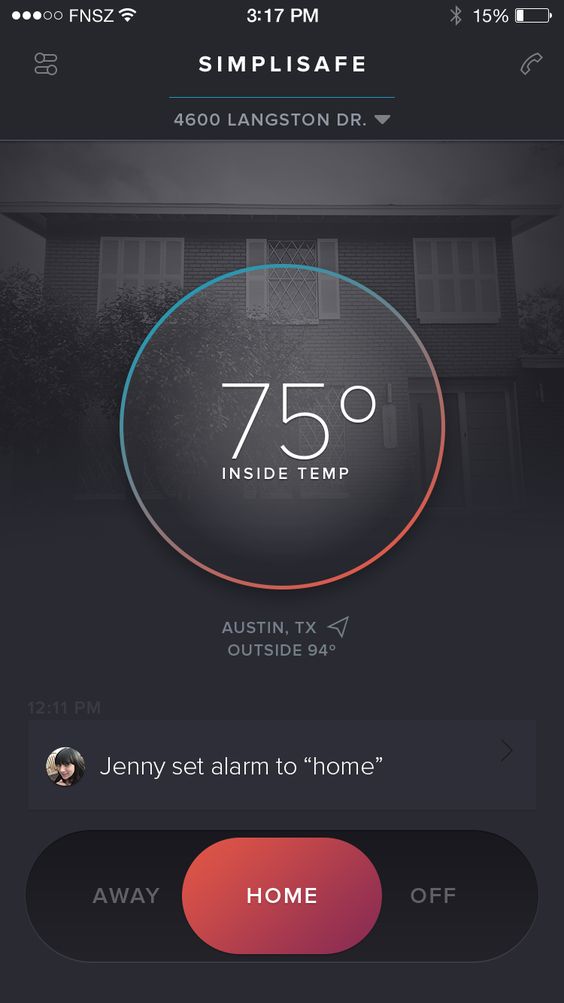 FNSZ 3:17 PM 15%
SIMPLISAFE
4600 LANGSTON DR.
75°
INSIDE TEMP
AUSTIN, TX
OUTSIDE 94°
12:11 PM
Jenny set alarm to “home”
AWAY HOME OFF